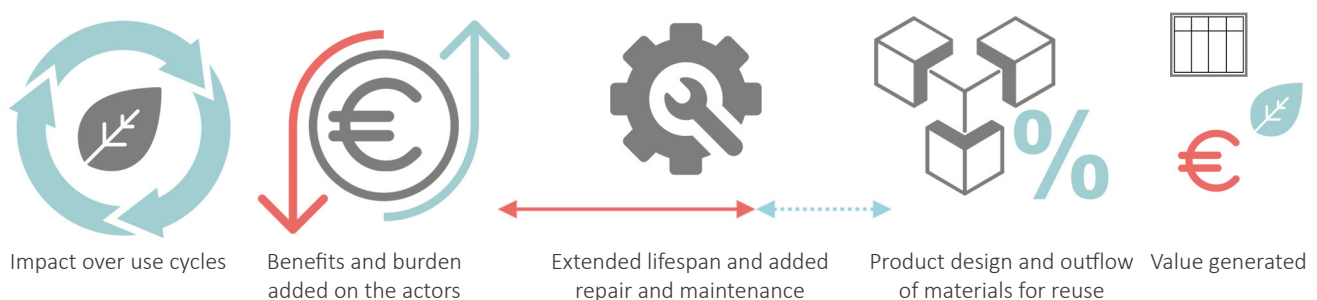 €
%
€
Impact over use cycles
Benefits and burden
added on the actors
Extended lifespan and added
repair and maintenance
Product design and outflow
of materials for reuse
Value generated